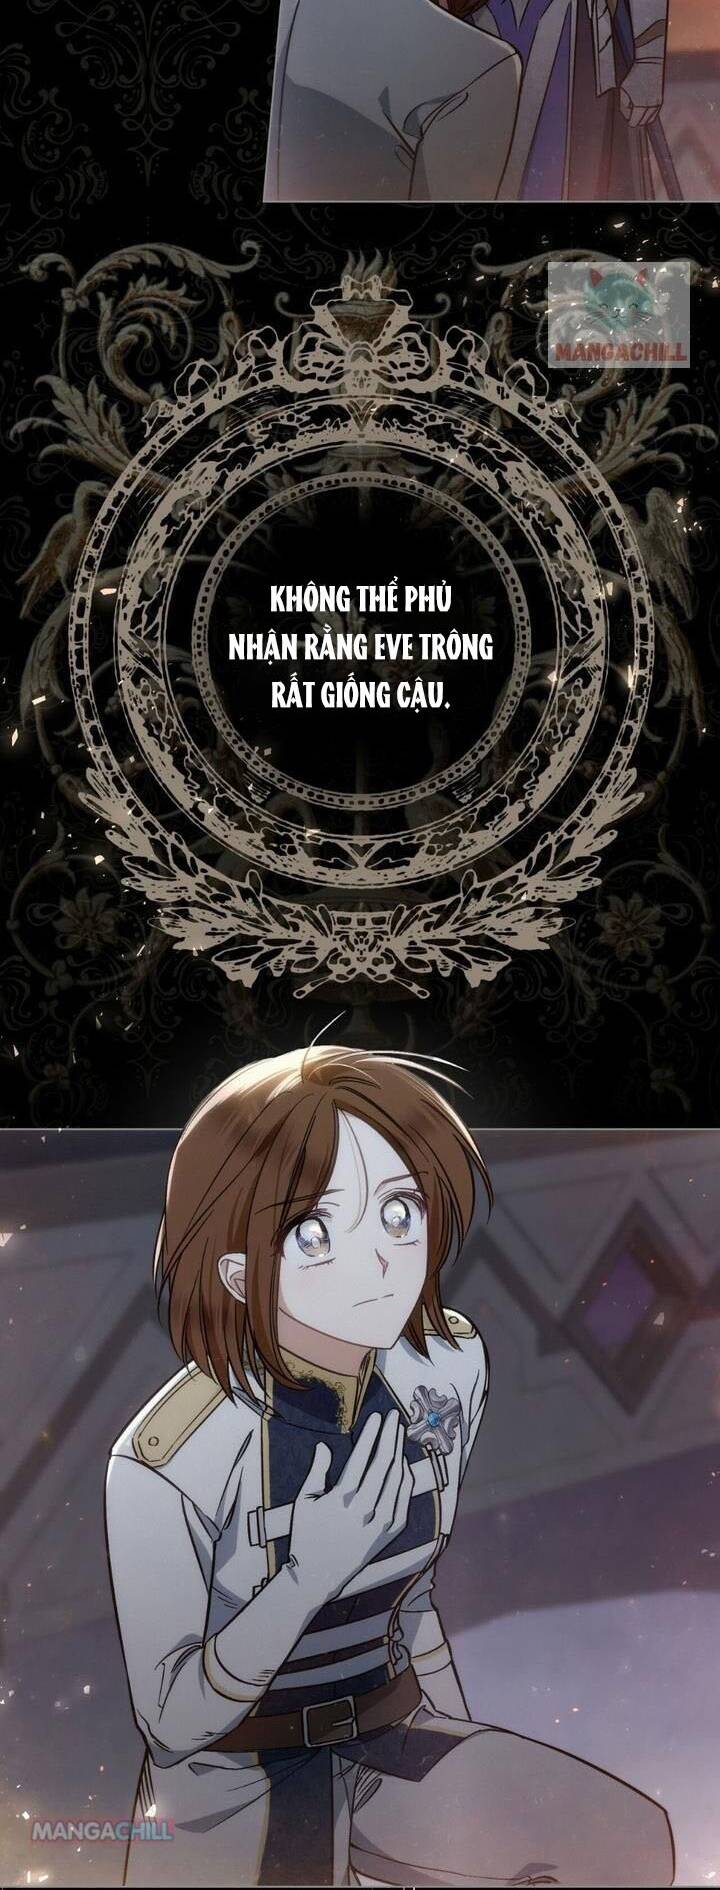 MANGACHILL
KHÔNG THỂ PHỦ
NHẬN RẰNG EVE TRÔNG
RẤT GIỐNG CẬU.
MANGACHILL